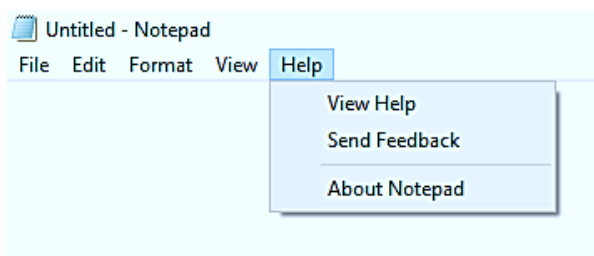 Untitled - Notepad
File Edit Format View Help
View Help
Send Feedback
About Notepad